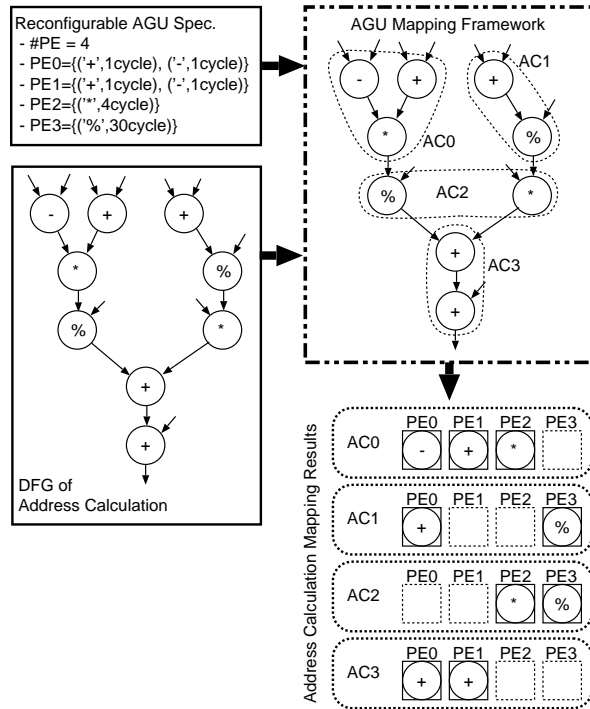 Reconfigurable AGU Spec.
- #PE = 4
- PE0={('+',1cycle), ('-',1cycle)}
- PE1={('+',1cycle), ('-',1cycle)}
- PE2={('*',4cycle)}
- PE3={('%',30cycle)}
AGU Mapping Framework
- + +
AC1
* %
AC0
% AC2 *
+
AC3
+
- + +
* %
% *
+
+
DFG of
Address Calculation
Address Calculation Mapping Results
PE0 PE1 PE2 PE3
AC0 - + *
PE0 PE1 PE2 PE3
AC1 + %
PE0 PE1 PE2 PE3
AC2 * %
PE0 PE1 PE2 PE3
AC3 + +